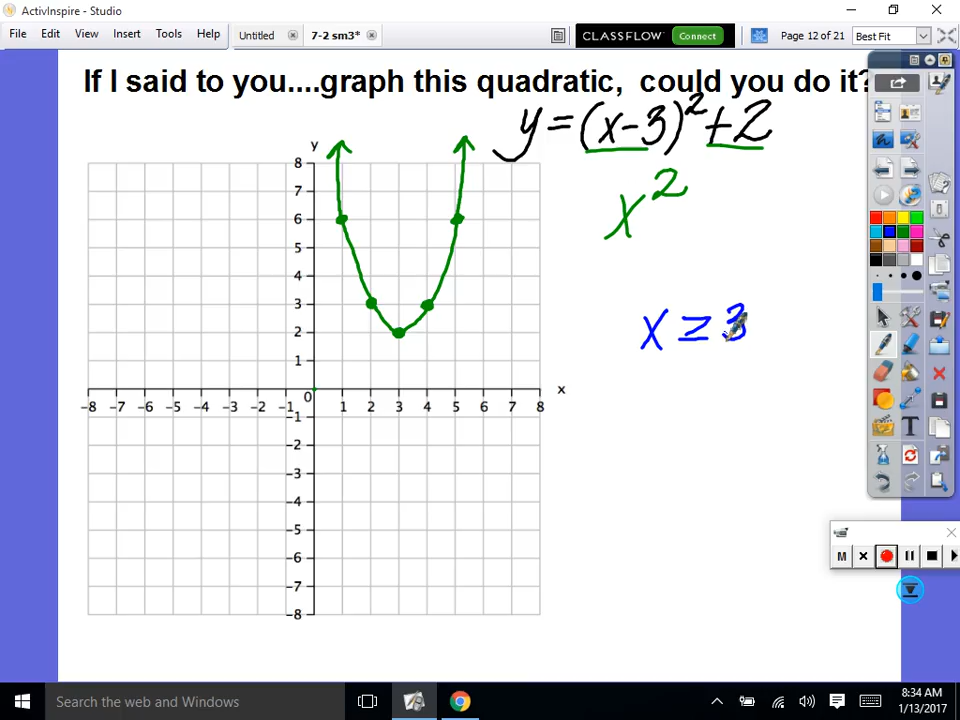 ActivInspire - Studio
File Edit View Insert Tools Help Untitled 7-2 sm3* CLASSFLOW Connect Page 12 of 21 Best Fit
If I said to you....graph this quadratic, could you do it?
y = (x-3)² + 2
x²
x ≥ 3
y
8
7
6
5
4
3
2
1
0
x
-8 -7 -6 -5 -4 -3 -2 -1 1 2 3 4 5 6 7 8
-1
-2
-3
-4
-5
-6
-7
-8
T
M
Search the web and Windows
8:34 AM
1/13/2017